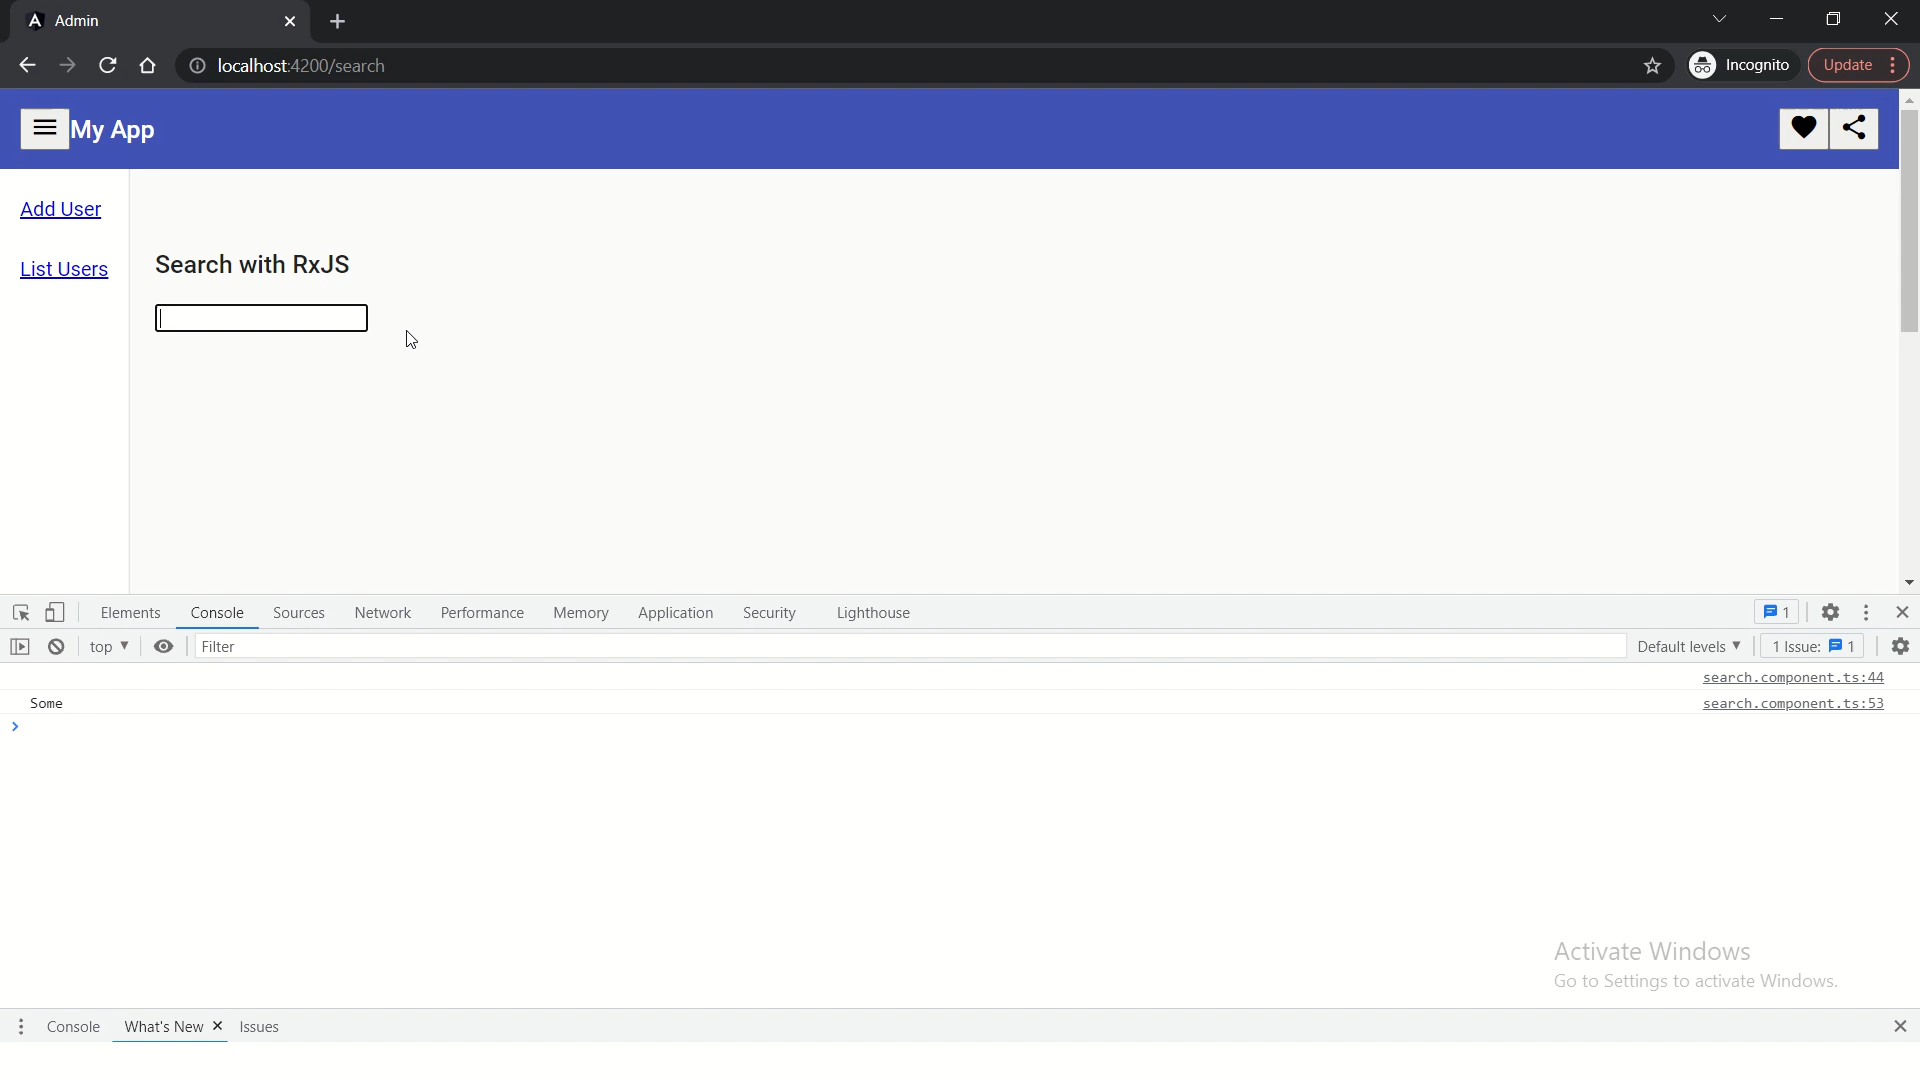 Admin
localhost:4200/search
Incognito
Update
My App
Add User
List Users
Search with RxJS
Elements Console Sources Network Performance Memory Application Security Lighthouse 1
top Filter Default levels 1 Issue: 1
search.component.ts:44
Some search.component.ts:53
Activate Windows
Go to Settings to activate Windows.
Console What's New Issues